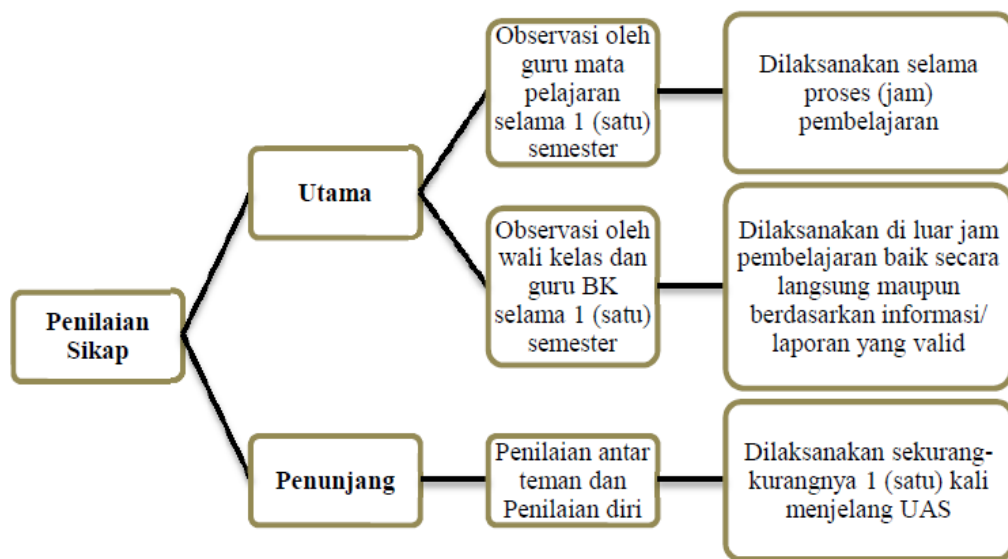 Penilaian
Sikap
Utama
Observasi oleh
guru mata
pelajaran
selama 1 (satu)
semester
Dilaksanakan selama
proses (jam)
pembelajaran
Observasi oleh
wali kelas dan
guru BK
selama 1 (satu)
semester
Dilaksanakan di luar jam
pembelajaran baik secara
langsung maupun
berdasarkan informasi/
laporan yang valid
Penunjang
Penilaian antar
teman dan
Penilaian diri
Dilaksanakan sekurang-
kurangnya 1 (satu) kali
menjelang UAS